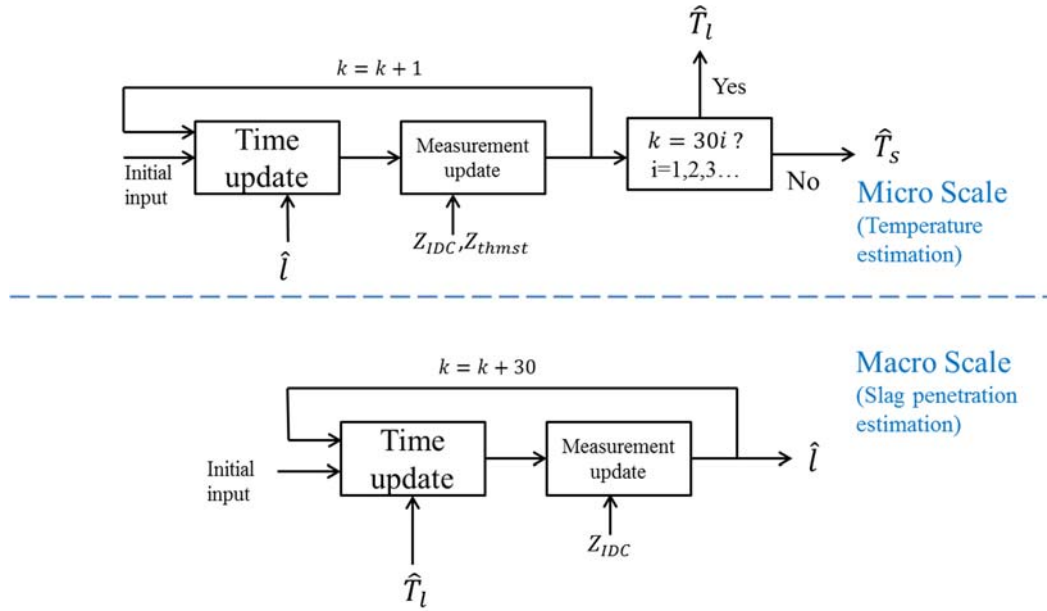 T̂_l
k = k + 1
Yes
Time
update
Measurement
update
k = 30i ?
i=1,2,3…
T̂_s
No
Initial
input
Micro Scale
(Temperature
estimation)
Z_IDC,Z_thmst
l̂
Macro Scale
(Slag penetration
estimation)
k = k + 30
Time
update
Measurement
update
l̂
Initial
input
Z_IDC
T̂_l